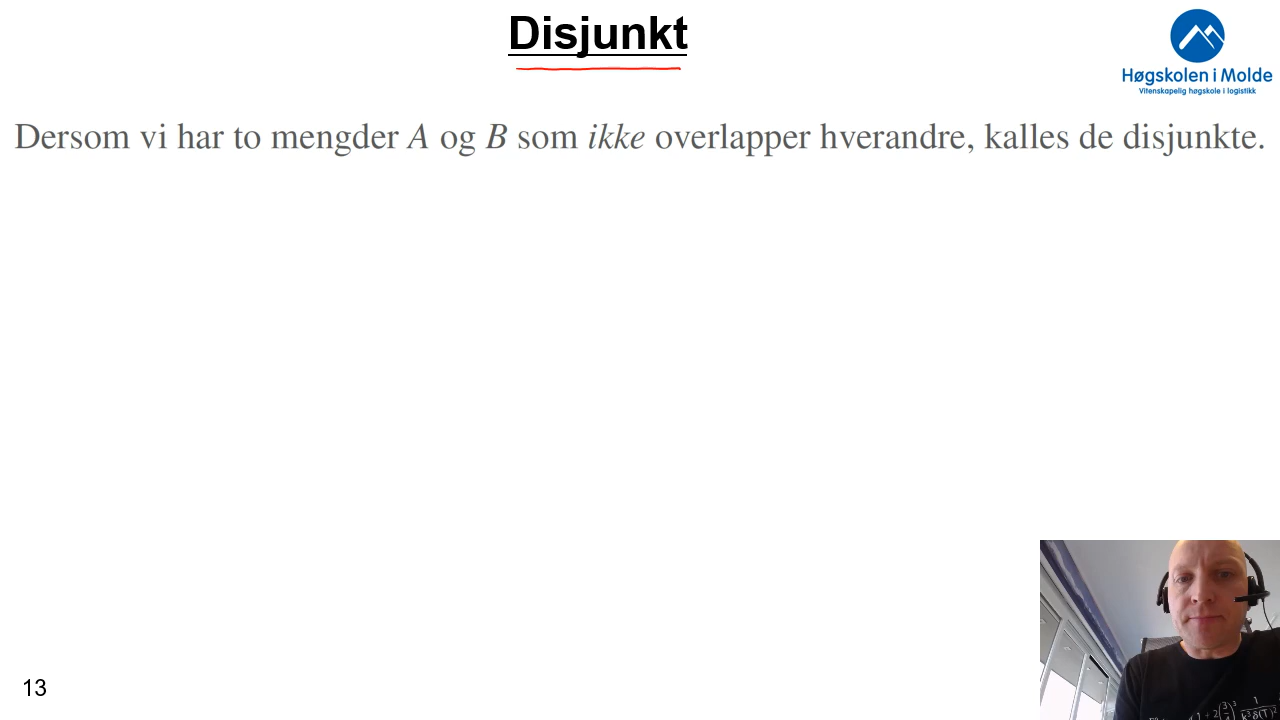 Disjunkt
Høgskolen i Molde
Vitenskapelig høgskole i logistikk
Dersom vi har to mengder A og B som ikke overlapper hverandre, kalles de disjunkte.
13